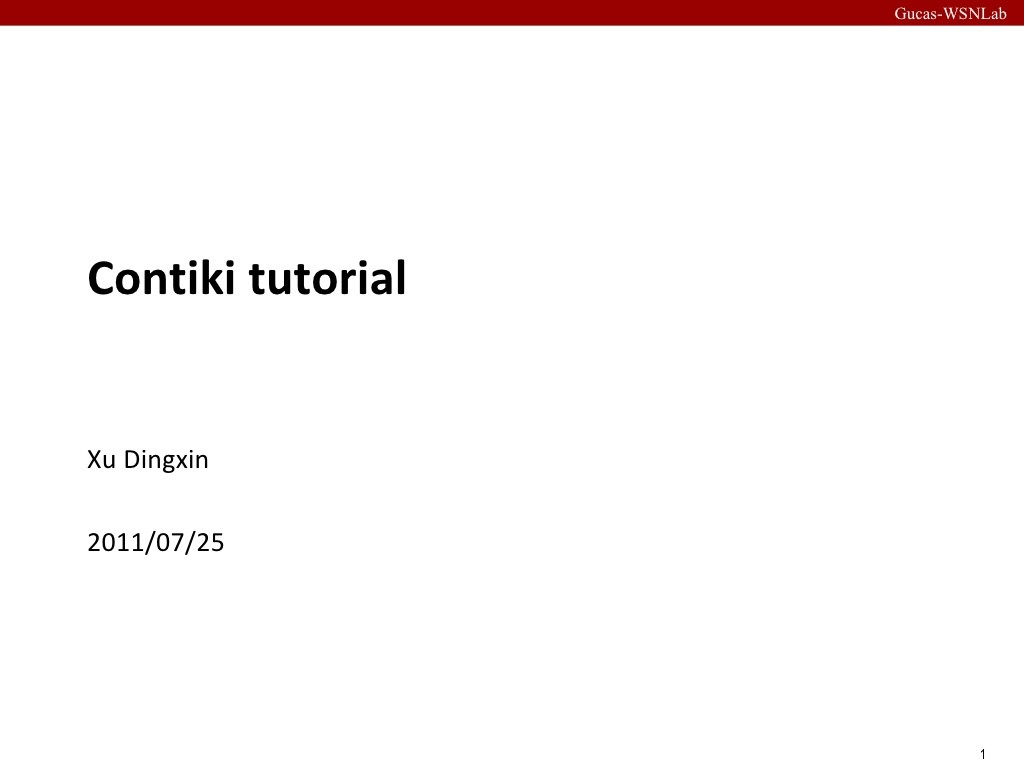 Gucas-WSNLab
Contiki tutorial
Xu Dingxin
2011/07/25
1